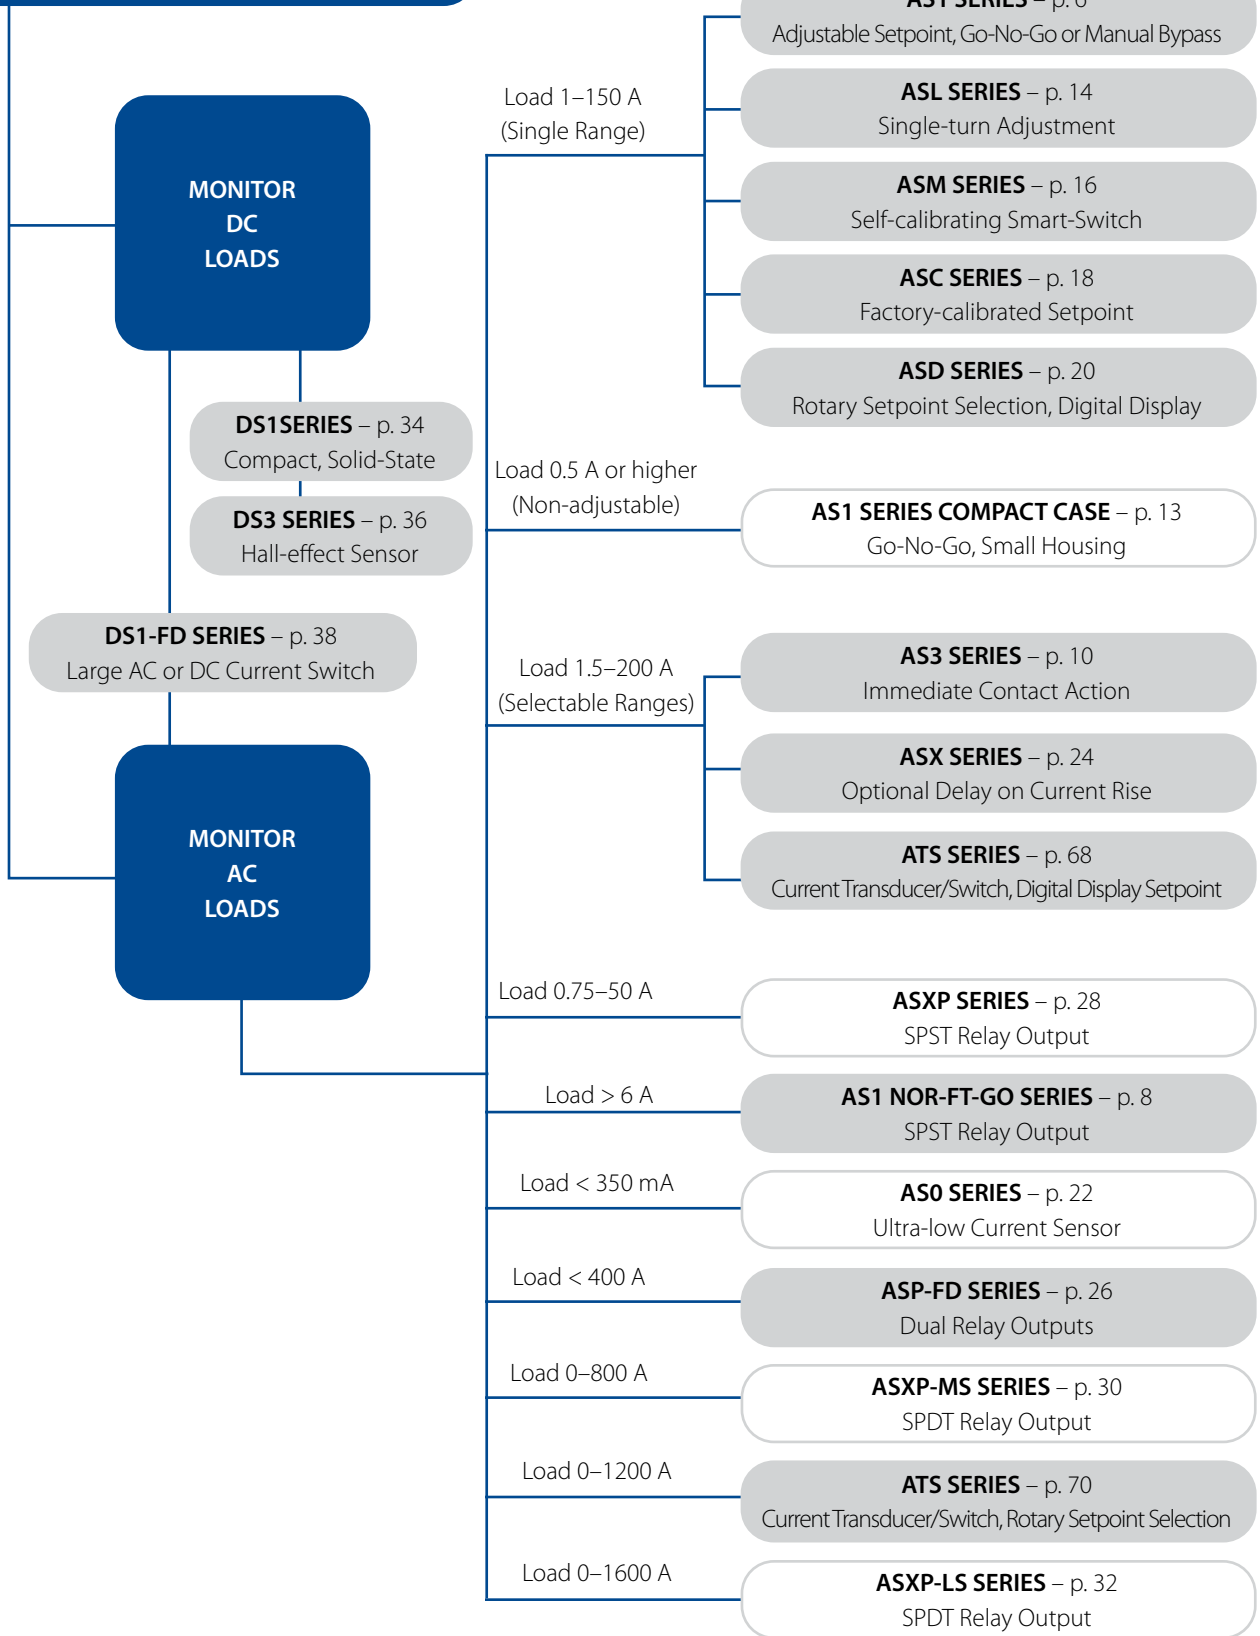 AS1 SERIES – p. 6
Adjustable Setpoint, Go-No-Go or Manual Bypass
Load 1–150 A
(Single Range)
ASL SERIES – p. 14
Single-turn Adjustment
ASM SERIES – p. 16
Self-calibrating Smart-Switch
ASC SERIES – p. 18
Factory-calibrated Setpoint
ASD SERIES – p. 20
Rotary Setpoint Selection, Digital Display
MONITOR
DC
LOADS
DS1SERIES – p. 34
Compact, Solid-State
DS3 SERIES – p. 36
Hall-effect Sensor
Load 0.5 A or higher
(Non-adjustable)
AS1 SERIES COMPACT CASE – p. 13
Go-No-Go, Small Housing
DS1-FD SERIES – p. 38
Large AC or DC Current Switch
Load 1.5–200 A
(Selectable Ranges)
AS3 SERIES – p. 10
Immediate Contact Action
ASX SERIES – p. 24
Optional Delay on Current Rise
ATS SERIES – p. 68
Current Transducer/Switch, Digital Display Setpoint
MONITOR
AC
LOADS
Load 0.75–50 A
ASXP SERIES – p. 28
SPST Relay Output
Load > 6 A
AS1 NOR-FT-GO SERIES – p. 8
SPST Relay Output
Load < 350 mA
AS0 SERIES – p. 22
Ultra-low Current Sensor
Load < 400 A
ASP-FD SERIES – p. 26
Dual Relay Outputs
Load 0–800 A
ASXP-MS SERIES – p. 30
SPDT Relay Output
Load 0–1200 A
ATS SERIES – p. 70
Current Transducer/Switch, Rotary Setpoint Selection
Load 0–1600 A
ASXP-LS SERIES – p. 32
SPDT Relay Output